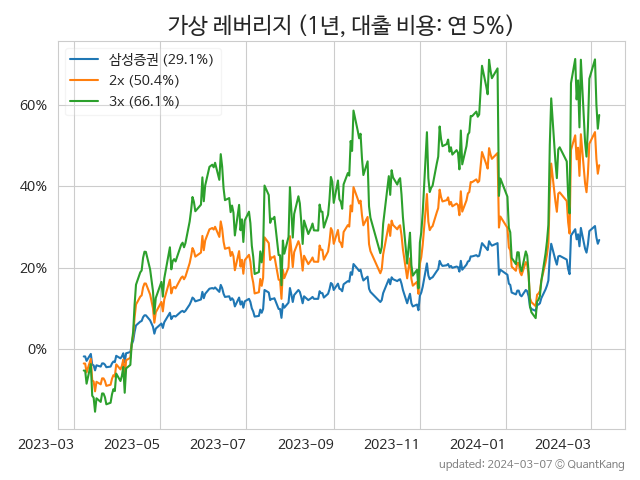 가상 레버리지 (1년, 대출 비용: 연 5%)
삼성증권 (29.1%)
2x (50.4%)
3x (66.1%)
60%
40%
20%
0%
2023-03 2023-05 2023-07 2023-09 2023-11 2024-01 2024-03
updated: 2024-03-07 © QuantKang